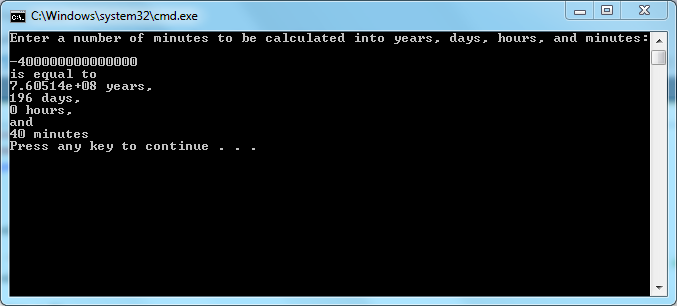 C:\Windows\system32\cmd.exe
Enter a number of minutes to be calculated into years, days, hours, and minutes:
-400000000000000
is equal to
7.60514e+08 years,
196 days,
0 hours,
and
40 minutes
Press any key to continue . . .